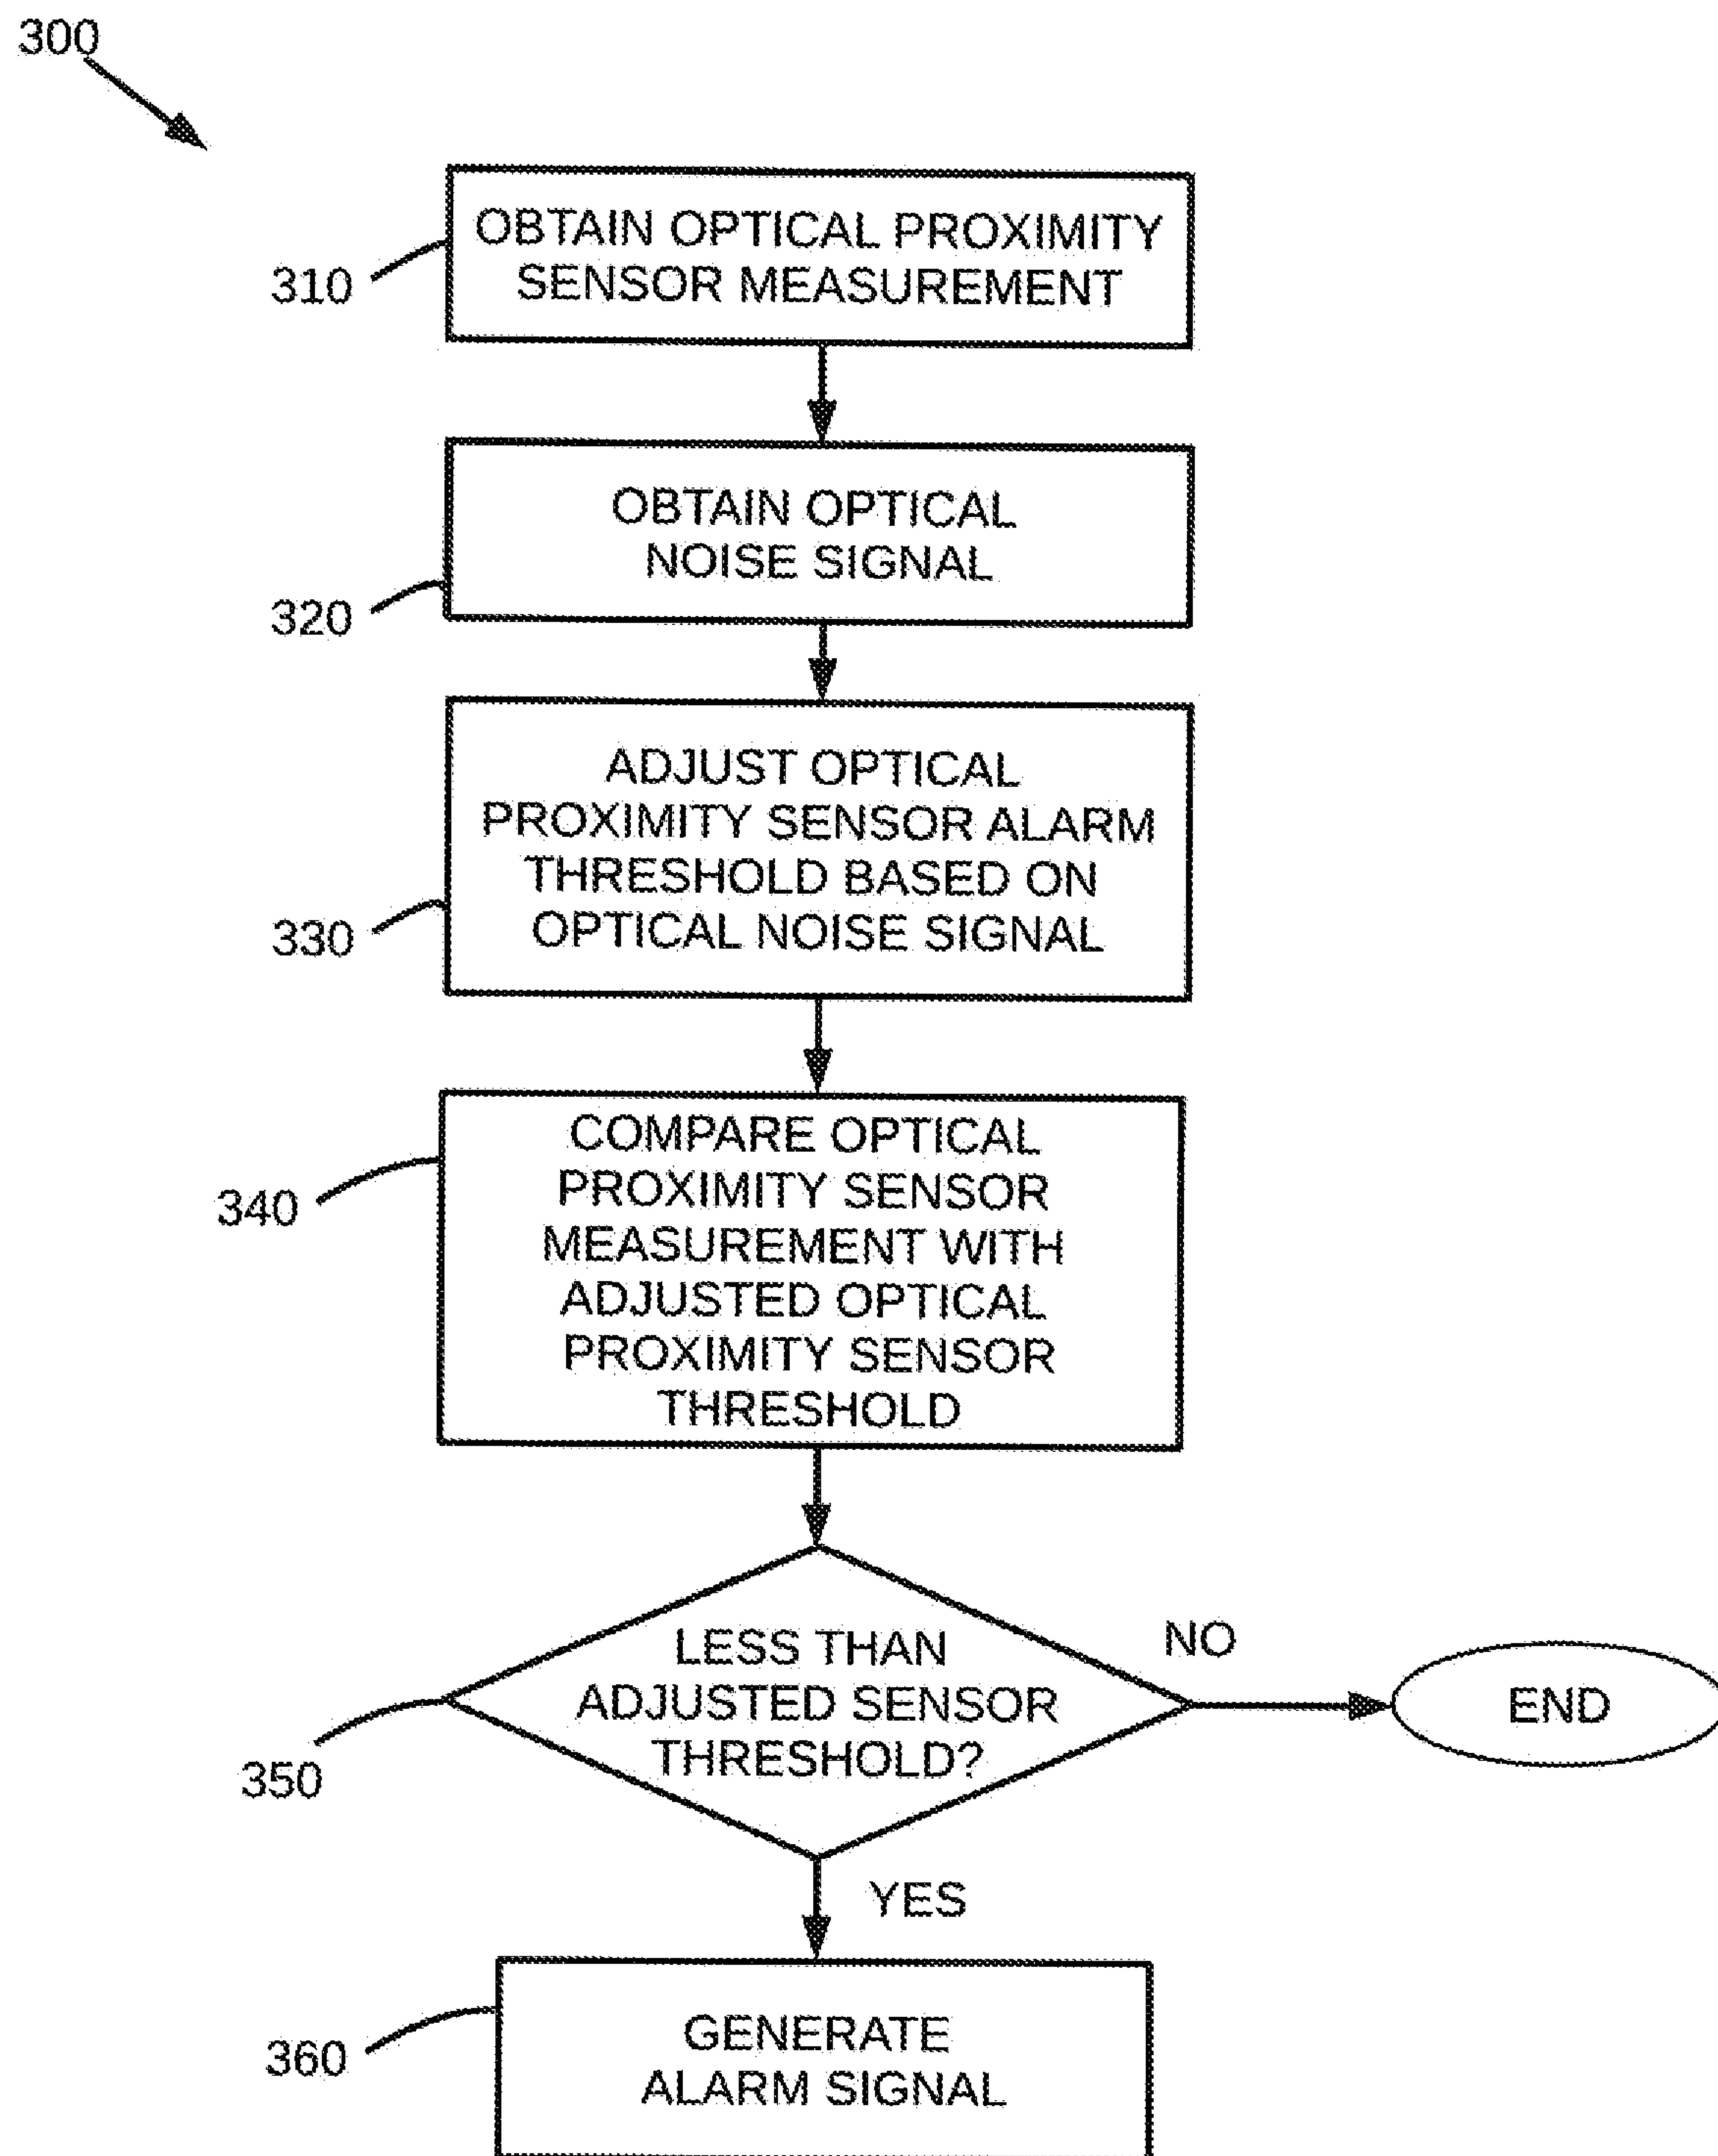 300
OBTAIN OPTICAL PROXIMITY
SENSOR MEASUREMENT
310
OBTAIN OPTICAL
NOISE SIGNAL
320
ADJUST OPTICAL
PROXIMITY SENSOR ALARM
THRESHOLD BASED ON
OPTICAL NOISE SIGNAL
330
COMPARE OPTICAL
PROXIMITY SENSOR
MEASUREMENT WITH
ADJUSTED OPTICAL
PROXIMITY SENSOR
THRESHOLD
340
LESS THAN
ADJUSTED SENSOR
THRESHOLD?
350
NO
END
YES
GENERATE
ALARM SIGNAL
360